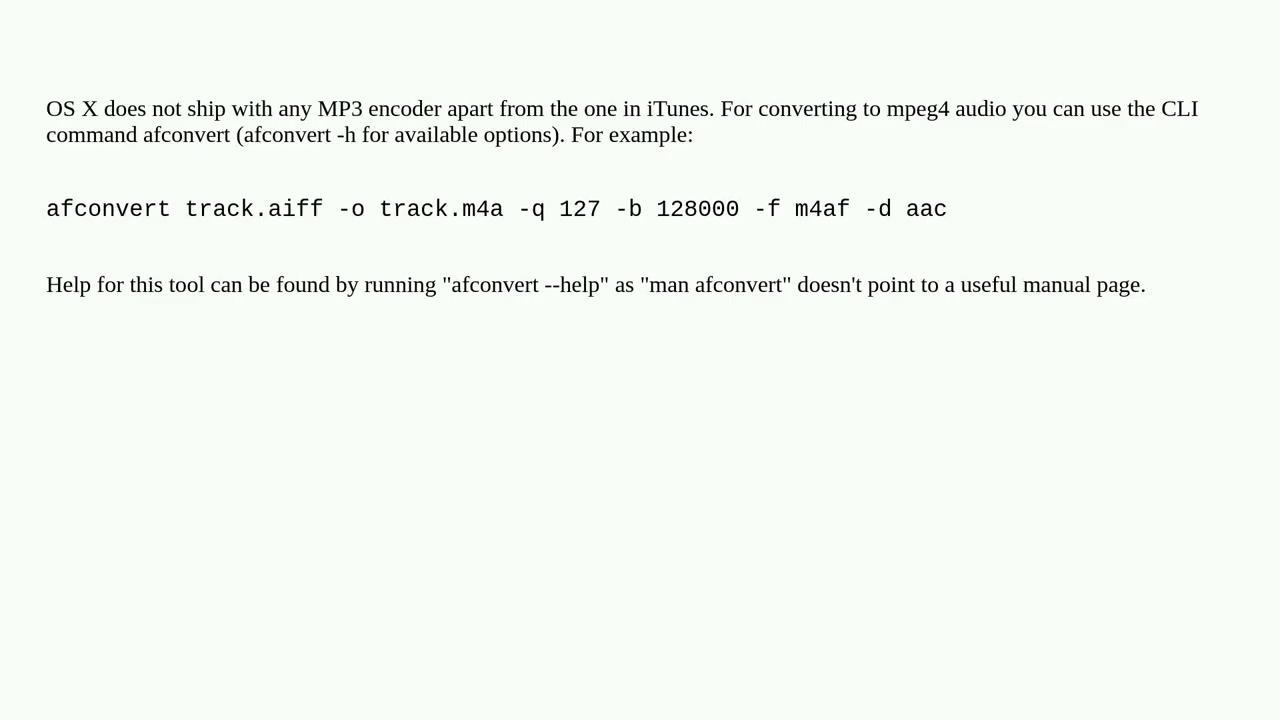 OS X does not ship with any MP3 encoder apart from the one in iTunes. For converting to mpeg4 audio you can use the CLI
command afconvert (afconvert -h for available options). For example:
afconvert track.aiff -o track.m4a -q 127 -b 128000 -f m4af -d aac
Help for this tool can be found by running "afconvert --help" as "man afconvert" doesn't point to a useful manual page.